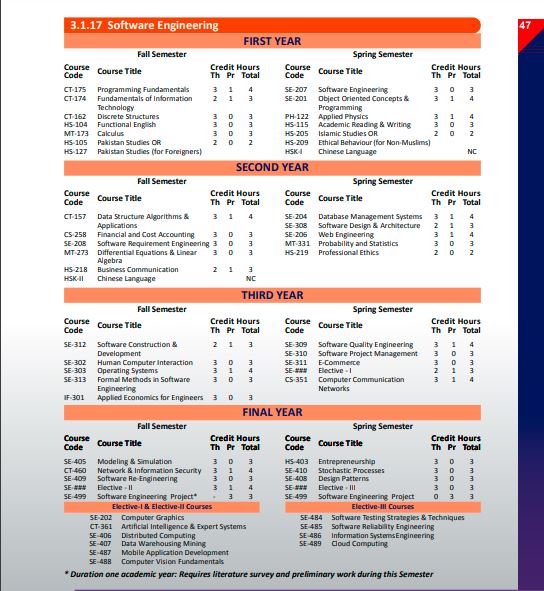 47
3.1.17 Software Engineering
FIRST YEAR
Fall Semester
Course Code Course Title Credit Hours Th Pr Total
CT-175 Programming Fundamentals 3 1 4
CT-174 Fundamentals of Information 2 1 3
Technology
CT-162 Discrete Structures 3 0 3
HS-104 Functional English 3 0 3
MT-173 Calculus 3 0 3
HS-105 Pakistan Studies OR 2 0 2
HS-127 Pakistan Studies (for Foreigners)
Spring Semester
Course Code Course Title Credit Hours Th Pr Total
SE-207 Software Engineering 3 0 3
SE-201 Object Oriented Concepts & 3 1 4
Programming
PH-122 Applied Physics 3 1 4
HS-115 Academic Reading & Writing 3 0 3
HS-205 Islamic Studies OR 2 0 2
HS-209 Ethical Behaviour (for Non-Muslims)
HSK-I Chinese Language NC
SECOND YEAR
Fall Semester
Course Code Course Title Credit Hours Th Pr Total
CT-157 Data Structure Algorithms & 3 1 4
Applications
CS-258 Financial and Cost Accounting 3 0 3
SE-208 Software Requirement Engineering 3 0 3
MT-273 Differential Equations & Linear 3 0 3
Algebra
HS-218 Business Communication 2 1 3
HSK-II Chinese Language NC
Spring Semester
Course Code Course Title Credit Hours Th Pr Total
SE-204 Database Management Systems 3 1 4
SE-308 Software Design & Architecture 2 1 3
SE-206 Web Engineering 3 1 4
MT-331 Probability and Statistics 3 0 3
HS-219 Professional Ethics 2 0 2
THIRD YEAR
Fall Semester
Course Code Course Title Credit Hours Th Pr Total
SE-312 Software Construction & 2 1 3
Development
SE-302 Human Computer Interaction 3 0 3
SE-303 Operating Systems 3 1 4
SE-313 Formal Methods in Software 3 0 3
Engineering
IF-301 Applied Economics for Engineers 3 0 3
Spring Semester
Course Code Course Title Credit Hours Th Pr Total
SE-309 Software Quality Engineering 3 1 4
SE-310 Software Project Management 3 0 3
SE-311 E-Commerce 3 0 3
SE-### Elective - I 2 1 3
CS-351 Computer Communication 3 1 4
Networks
FINAL YEAR
Fall Semester
Course Code Course Title Credit Hours Th Pr Total
SE-405 Modeling & Simulation 3 0 3
CT-460 Network & Information Security 3 1 4
SE-409 Software Re-Engineering 3 0 3
SE-### Elective - II 3 1 4
SE-499 Software Engineering Project* - 3 3
Spring Semester
Course Code Course Title Credit Hours Th Pr Total
HS-403 Entrepreneurship 3 0 3
SE-410 Stochastic Processes 3 0 3
SE-408 Design Patterns 3 0 3
SE-### Elective - III 3 0 3
SE-499 Software Engineering Project 0 3 3
Elective-I & Elective-II Courses
SE-202 Computer Graphics
CT-361 Artificial Intelligence & Expert Systems
SE-406 Distributed Computing
SE-407 Data Warehousing Mining
SE-487 Mobile Application Development
SE-488 Computer Vision Fundamentals
Elective-III Courses
SE-484 Software Testing Strategies & Techniques
SE-485 Software Reliability Engineering
SE-486 Information SystemsEngineering
SE-489 Cloud Computing
* Duration one academic year: Requires literature survey and preliminary work during this Semester